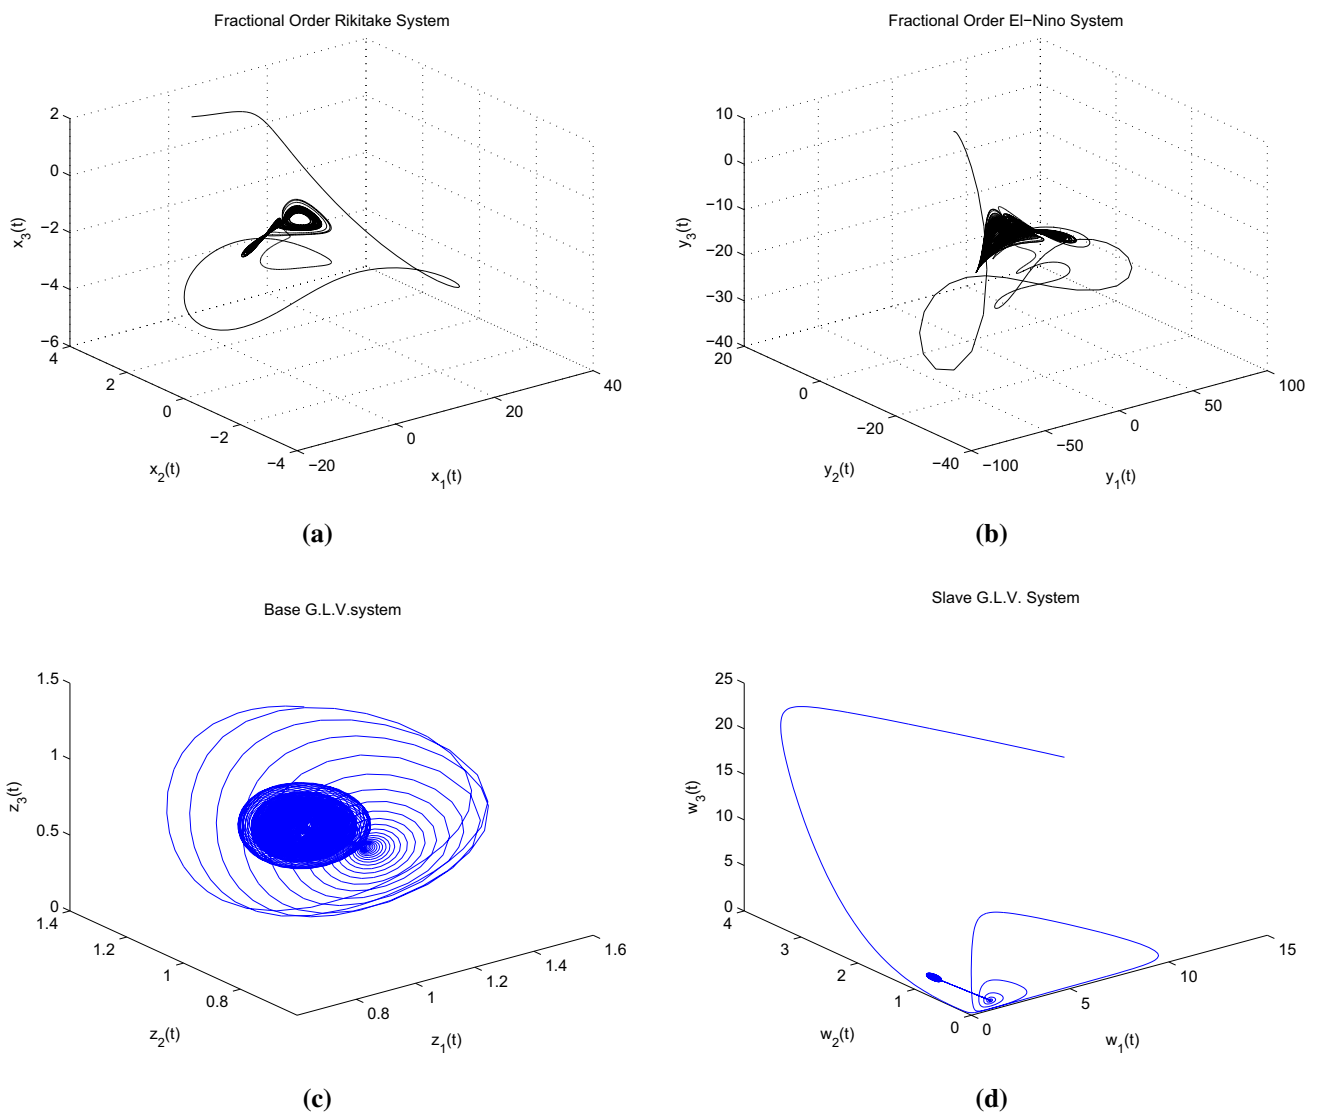 Fractional Order Rikitake System
2
0
−2
−4
−6
x3(t)
4
2
0
−2
−4
x2(t)
−20
0
20
40
x1(t)
(a)
Fractional Order El−Nino System
10
0
−10
−20
−30
−40
y3(t)
20
0
−20
−40
y2(t)
−100
−50
0
50
100
y1(t)
(b)
Base G.L.V.system
1.5
1
0.5
0
z3(t)
1.4
1.2
1
0.8
z2(t)
0.8
1
1.2
1.4
1.6
z1(t)
(c)
Slave G.L.V. System
25
20
15
10
5
0
w3(t)
4
3
2
1
0
w2(t)
0
5
10
15
w1(t)
(d)